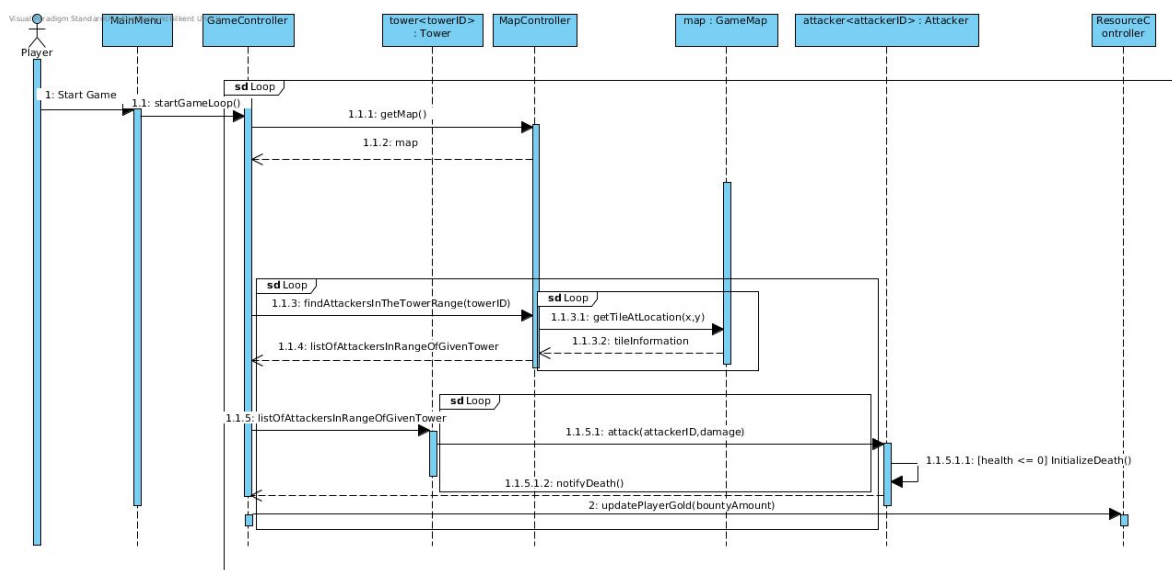 MainMenu
GameController
tower<towerID>
: Tower
MapController
map : GameMap
attacker<attackerID> : Attacker
ResourceC
ontroller
Player
sd Loop
1: Start Game
1.1: startGameLoop()
1.1.1: getMap()
1.1.2: map
sd Loop
sd Loop
1.1.3: findAttackersInTheTowerRange(towerID)
1.1.3.1: getTileAtLocation(x,y)
1.1.3.2: tileInformation
1.1.4: listOfAttackersInRangeOfGivenTower
sd Loop
1.1.5: listOfAttackersInRangeOfGivenTower
1.1.5.1: attack(attackerID,damage)
1.1.5.1.1: [health <= 0] InitializeDeath()
1.1.5.1.2: notifyDeath()
2: updatePlayerGold(bountyAmount)